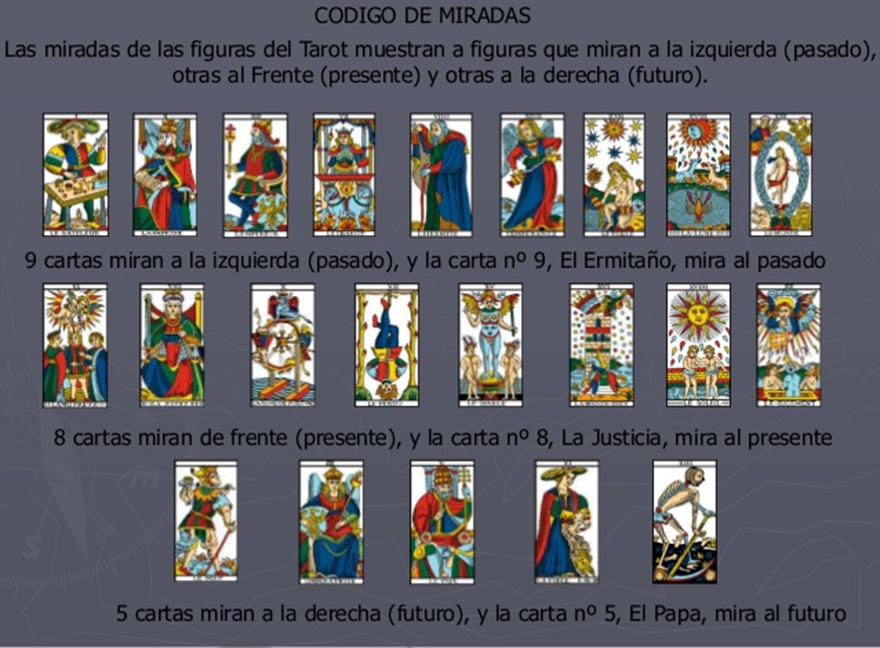 CODIGO DE MIRADAS
Las miradas de las figuras del Tarot muestran a figuras que miran a la izquierda (pasado),
otras al Frente (presente) y otras a la derecha (futuro).
9 cartas miran a la izquierda (pasado), y la carta nº 9, El Ermitaño, mira al pasado
8 cartas miran de frente (presente), y la carta nº 8, La Justicia, mira al presente
5 cartas miran a la derecha (futuro), y la carta nº 5, El Papa, mira al futuro